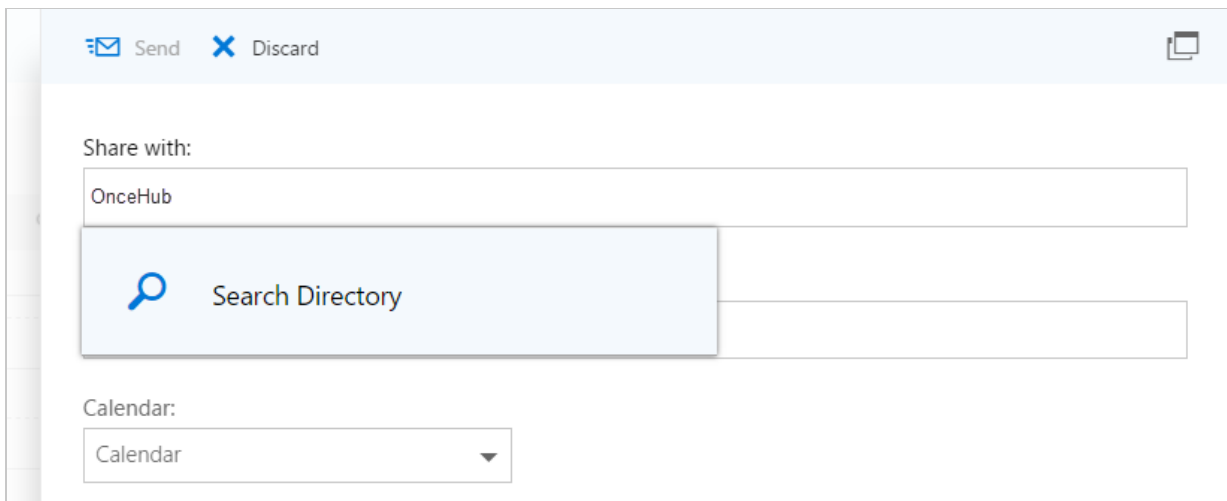 Send Discard
Share with:
OnceHub
Search Directory
Calendar:
Calendar